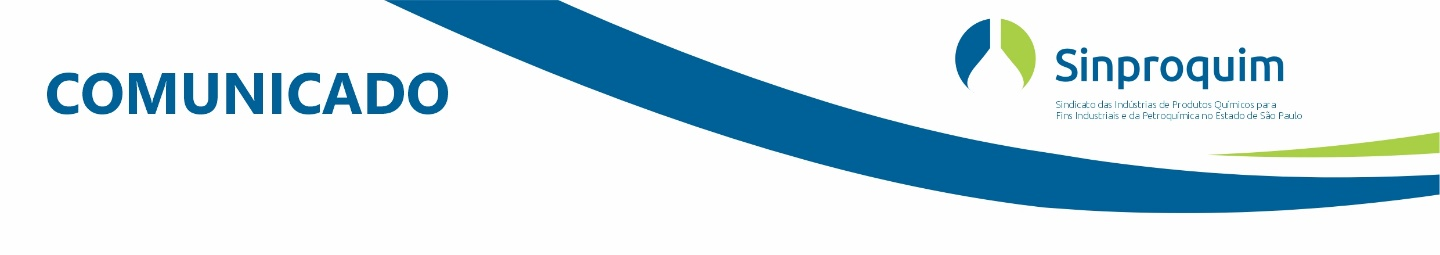 COMUNICADO
Sinproquim
Sindicato das Indústrias de Produtos Químicos para
Fins Industriais e da Petroquímica no Estado de São Paulo